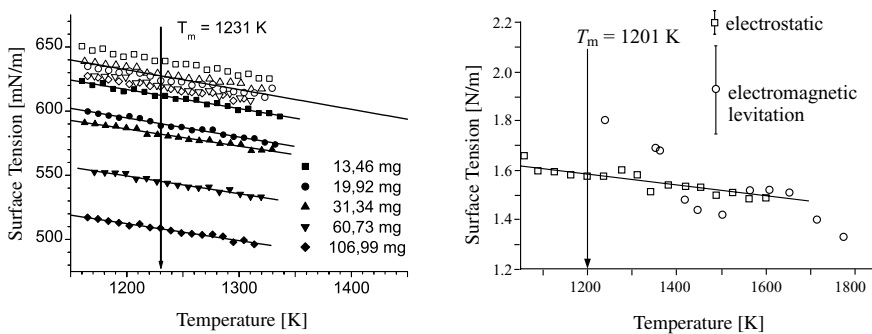 T_m = 1231 K
Surface Tension [mN/m]
650
600
550
500
13,46 mg
19,92 mg
31,34 mg
60,73 mg
106,99 mg
1200
1300
1400
Temperature [K]
2.2
2.0
1.8
1.6
1.4
1.2
T_m = 1201 K
electrostatic
electromagnetic
levitation
Surface Tension [N/m]
1200
1400
1600
1800
Temperature [K]